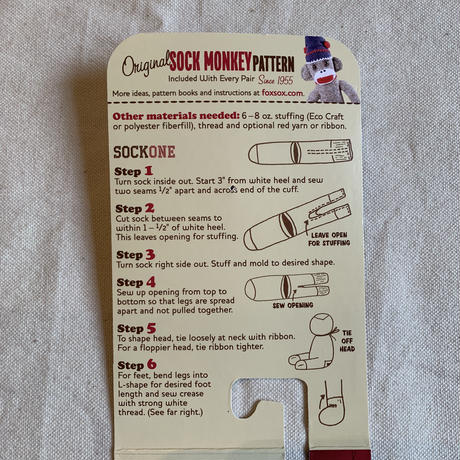 Original SOCK MONKEY PATTERN
Included With Every Pair Since 1955
More ideas, pattern books and instructions at foxsox.com.
Other materials needed: 6–8 oz. stuffing (Eco Craft
or polyester fiberfill), thread and optional red yarn or ribbon.
SOCKONE
Step 1
Turn sock inside out. Start 3" from white heel and sew
two seams 1/2" apart and across end of the cuff.
Step 2
Cut sock between seams to
within 1–1/2" of white heel.
This leaves opening for stuffing.
LEAVE OPEN
FOR STUFFING
Step 3
Turn sock right side out. Stuff and mold to desired shape.
Step 4
Sew up opening from top to
bottom so that legs are spread
apart and not pulled together.
SEW OPENING
Step 5
To shape head, tie loosely at neck with ribbon.
For a floppier head, tie ribbon tighter.
TIE
OFF
HEAD
Step 6
For feet, bend legs into
L-shape for desired foot
length and sew crease
with strong white
thread. (See far right.)